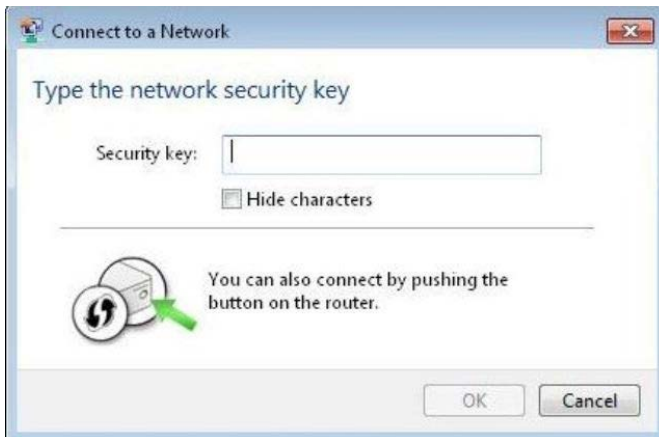 Connect to a Network
Type the network security key
Security key:
Hide characters
You can also connect by pushing the
button on the router.
OK
Cancel